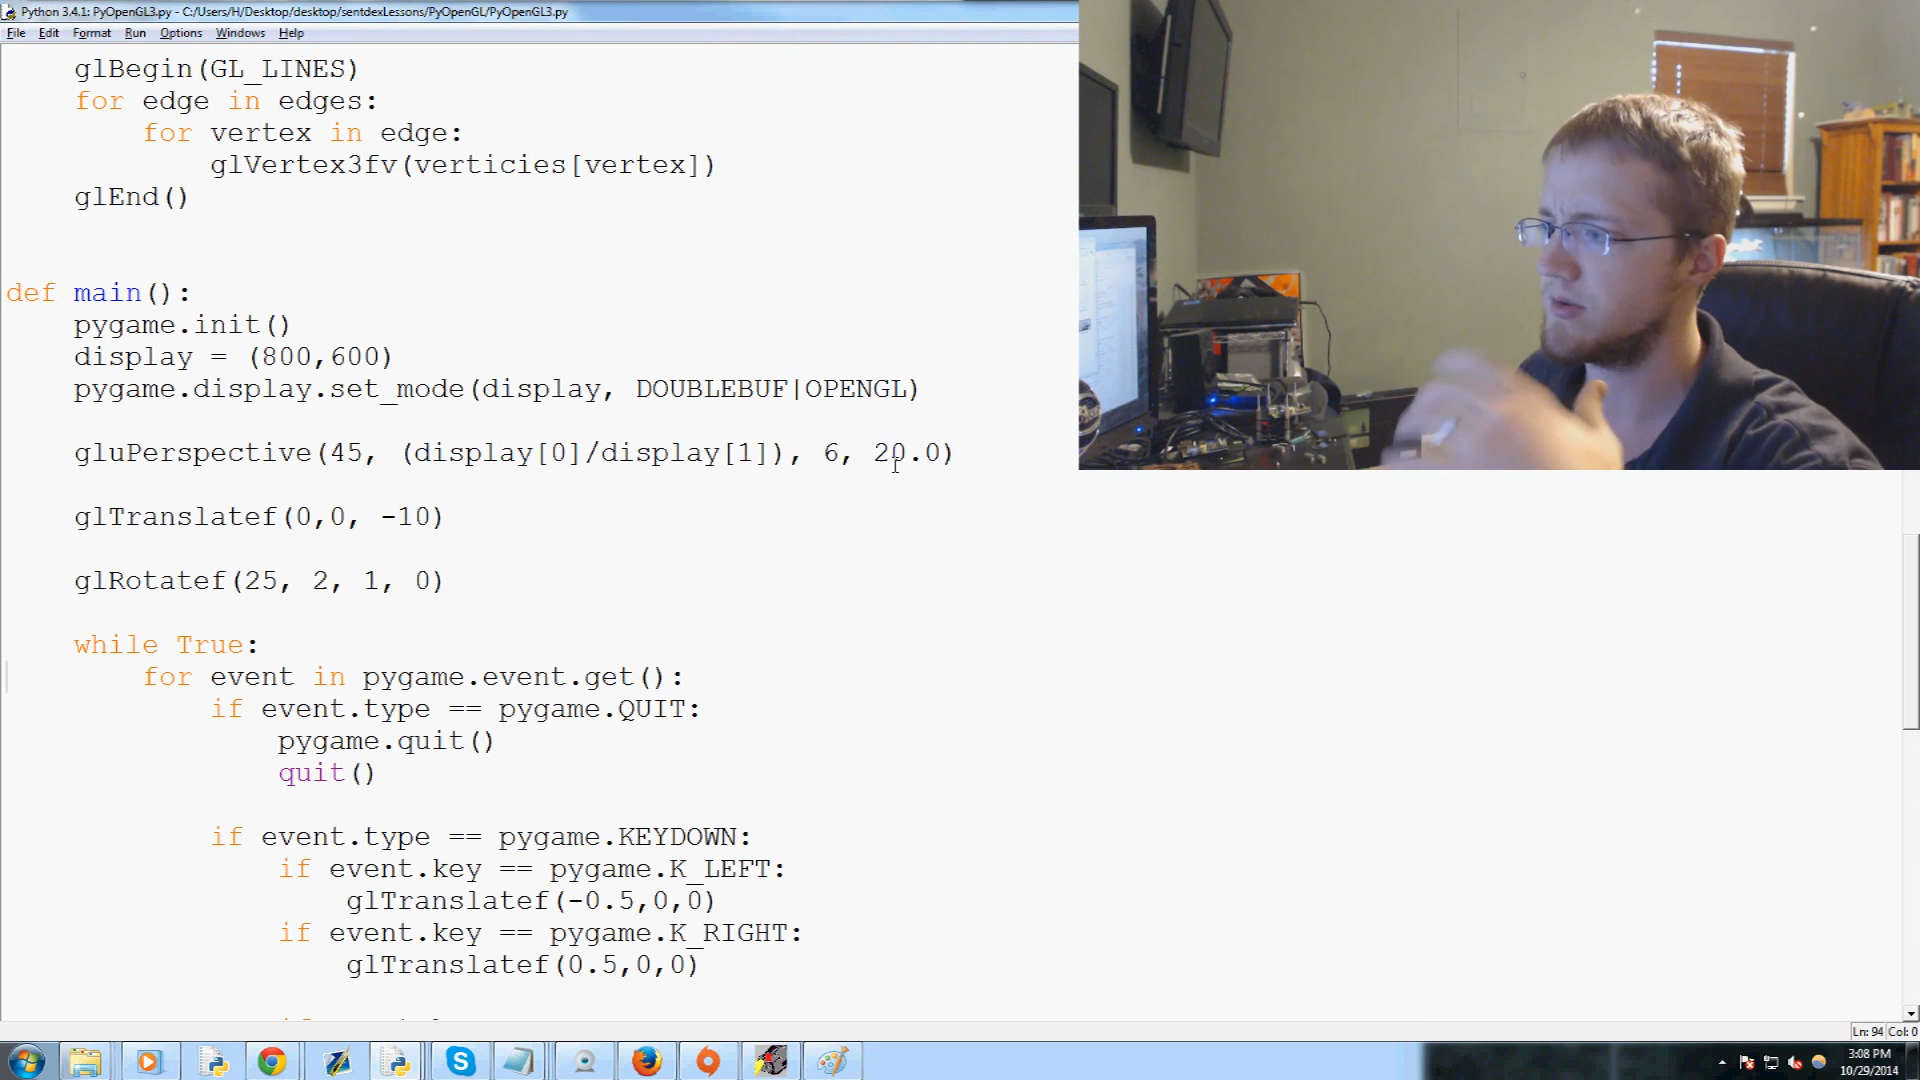 Python 3.4.1: PyOpenGL3.py - C:/Users/H/Desktop/desktop/sentdexLessons/PyOpenGL/PyOpenGL3.py
File Edit Format Run Options Windows Help
glBegin(GL_LINES)
for edge in edges:
for vertex in edge:
glVertex3fv(verticies[vertex])
glEnd()
def main():
pygame.init()
display = (800,600)
pygame.display.set_mode(display, DOUBLEBUF|OPENGL)
gluPerspective(45, (display[0]/display[1]), 6, 20.0)
glTranslatef(0,0, -10)
glRotatef(25, 2, 1, 0)
while True:
for event in pygame.event.get():
if event.type == pygame.QUIT:
pygame.quit()
quit()
if event.type == pygame.KEYDOWN:
if event.key == pygame.K_LEFT:
glTranslatef(-0.5,0,0)
if event.key == pygame.K_RIGHT:
glTranslatef(0.5,0,0)
Ln: 94 Col: 0
3:08 PM
10/29/2014